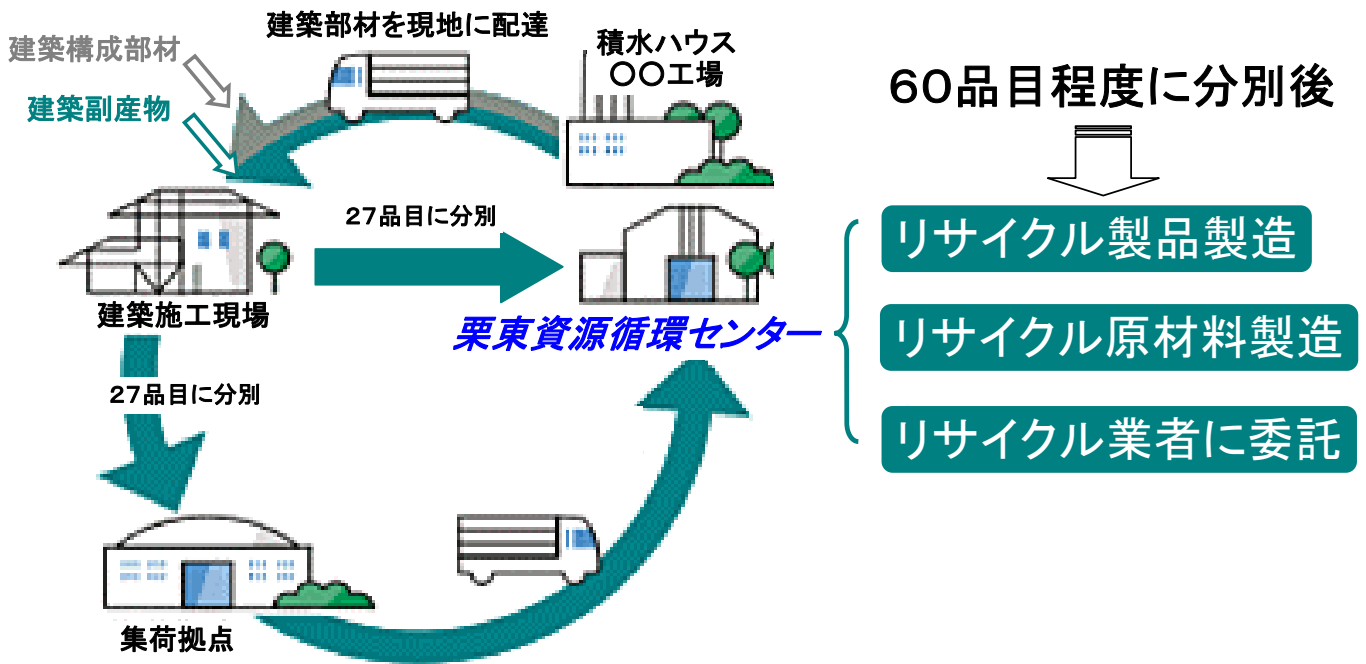 建築部材を現地に配達
建築構成部材
建築副産物
積水ハウス
○○工場
60品目程度に分別後
27品目に分別
建築施工現場
栗東資源循環センター
リサイクル製品製造
リサイクル原材料製造
リサイクル業者に委託
27品目に分別
集荷拠点